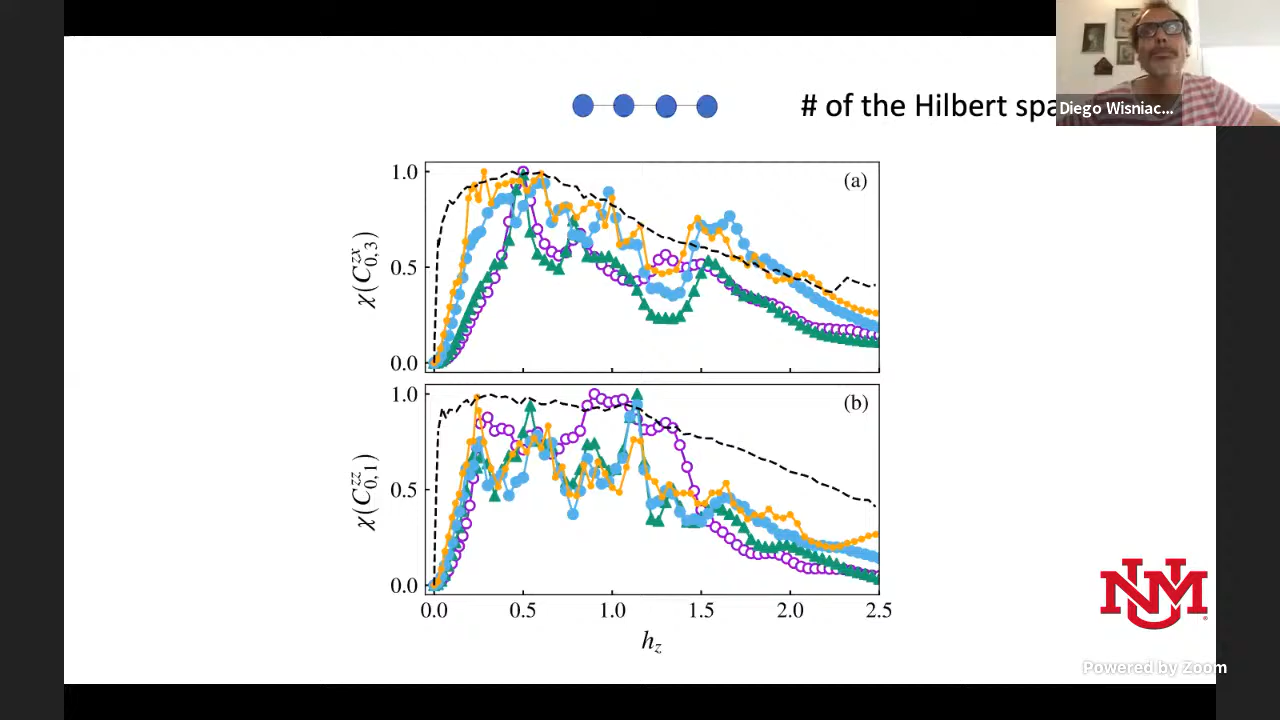 # of the Hilbert spa
Diego Wisniac...
1.0
0.5
0.0
(a)
χ(C^{zx}_{0,3})
1.0
0.5
0.0
(b)
χ(C^{zz}_{0,1})
0.0 0.5 1.0 1.5 2.0 2.5
h_z
UNM
Powered by Zoom